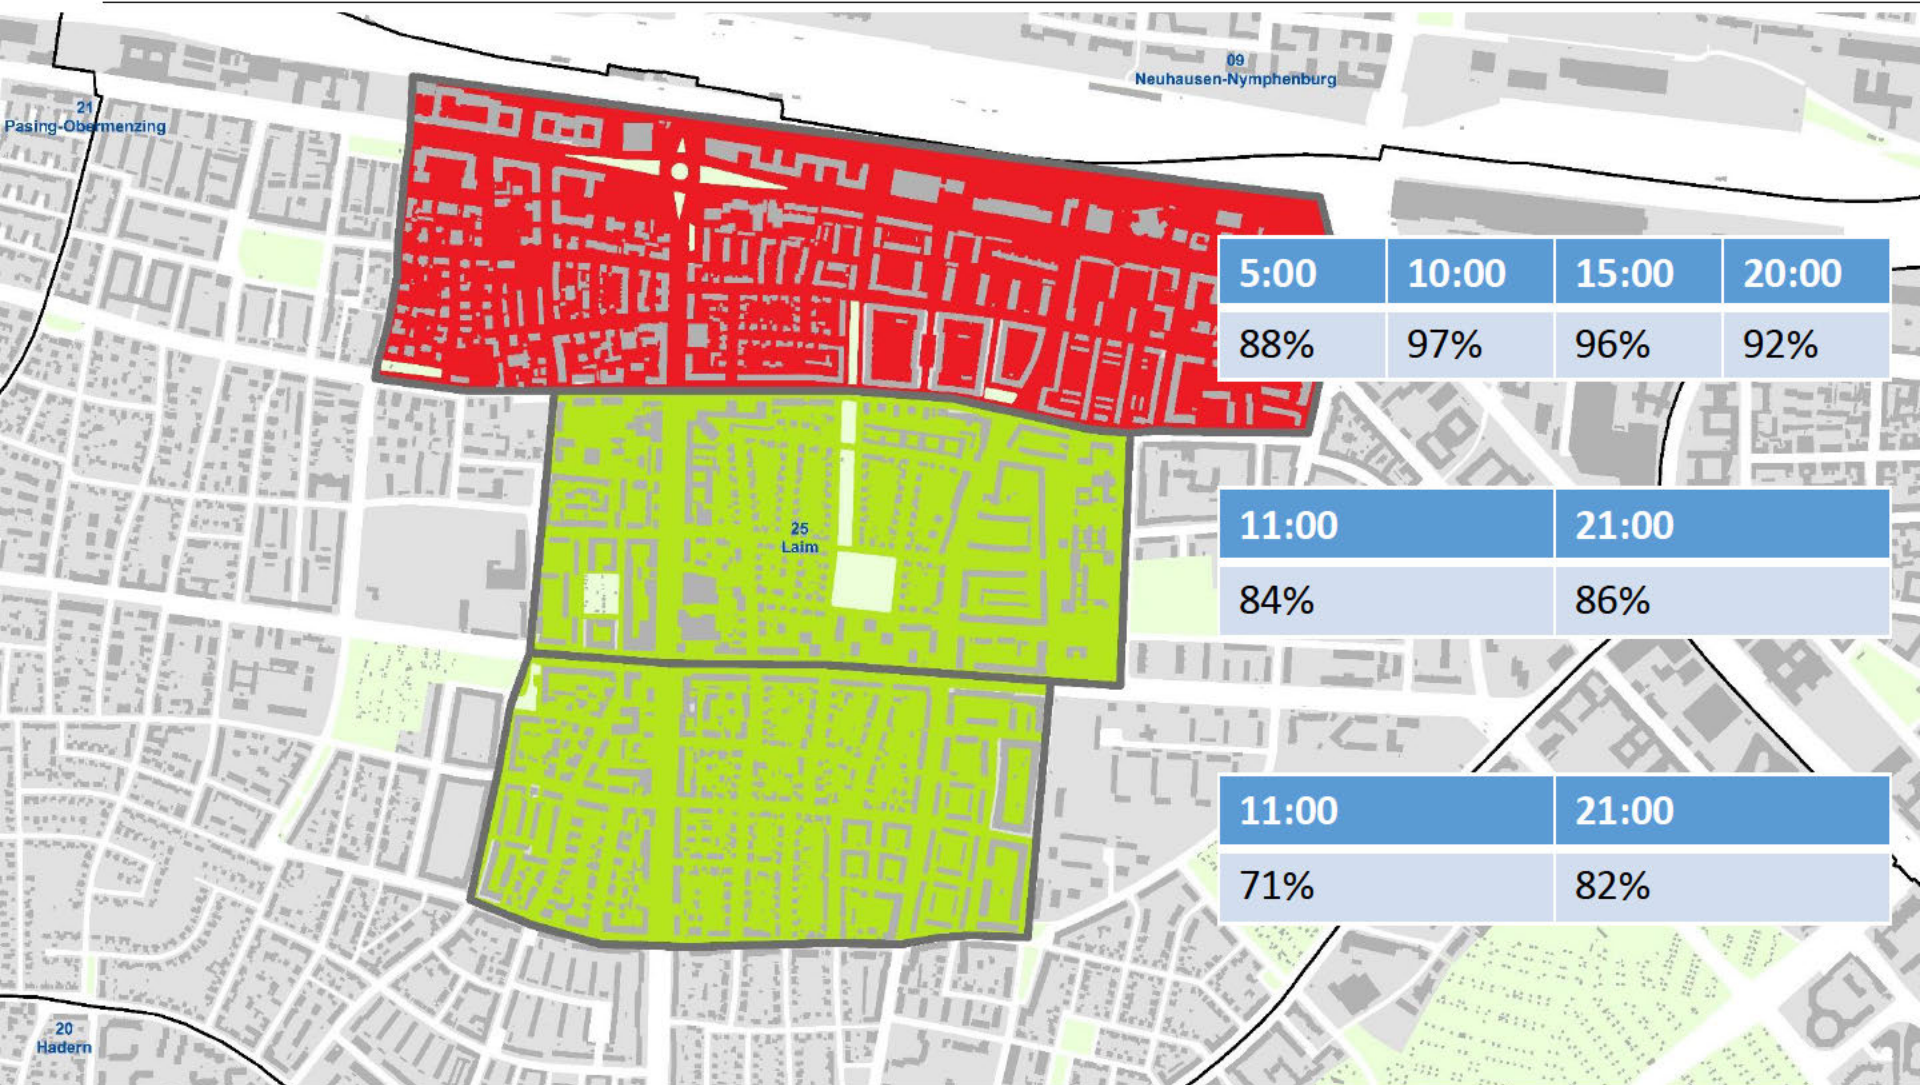 09
Neuhausen-Nymphenburg
21
Pasing-Obermenzing
5:00 10:00 15:00 20:00
88% 97% 96% 92%
25
Laim
11:00 21:00
84% 86%
11:00 21:00
71% 82%
20
Hadern